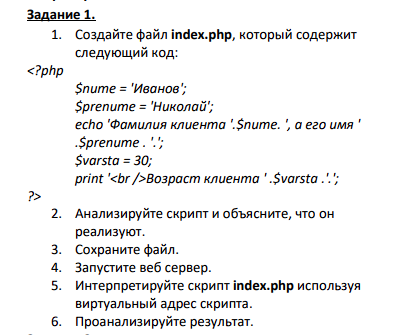 Задание 1.
1. Создайте файл index.php, который содержит
следующий код:
<?php
$nume = 'Иванов';
$prenume = 'Николай';
echo 'Фамилия клиента '.$nume. ', а его имя '
.$prenume . '.';
$varsta = 30;
print '<br />Возраст клиента ' .$varsta .'.';
?>
2. Анализируйте скрипт и объясните, что он
реализуют.
3. Сохраните файл.
4. Запустите веб сервер.
5. Интерпретируйте скрипт index.php используя
виртуальный адрес скрипта.
6. Проанализируйте результат.